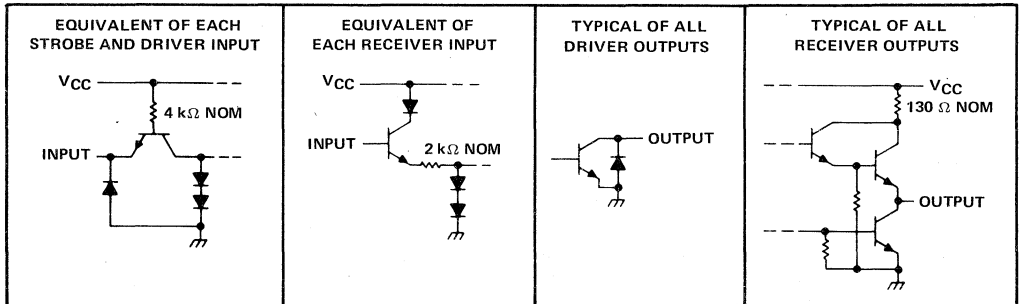 EQUIVALENT OF EACH
STROBE AND DRIVER INPUT
VCC
4 kΩ NOM
INPUT
EQUIVALENT OF
EACH RECEIVER INPUT
VCC
INPUT
2 kΩ NOM
TYPICAL OF ALL
DRIVER OUTPUTS
OUTPUT
TYPICAL OF ALL
RECEIVER OUTPUTS
VCC
130 Ω NOM
OUTPUT